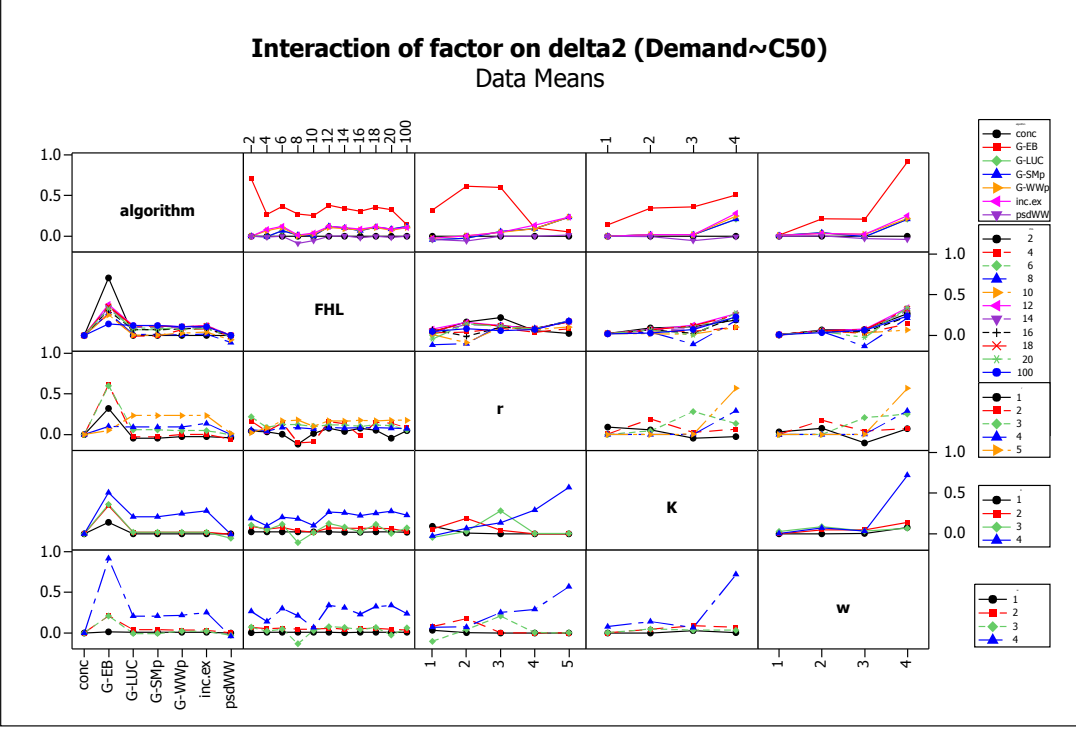 Interaction of factor on delta2 (Demand~C50)
Data Means
2 4 6 8 10 12 14 16 18 20 100
1 2 3 4
1.0
0.5
0.0
algorithm
conc
G-EB
G-LUC
G-SMp
G-WWp
inc.ex
psdWW
FHL
1.0
0.5
0.0
2
4
6
8
10
12
14
16
18
20
100
1.0
0.5
0.0
r
1
2
3
4
5
K
1.0
0.5
0.0
1
2
3
4
1.0
0.5
0.0
w
1
2
3
4
conc G-EB G-LUC G-SMp G-WWp inc.ex psdWW
1 2 3 4 5
1 2 3 4